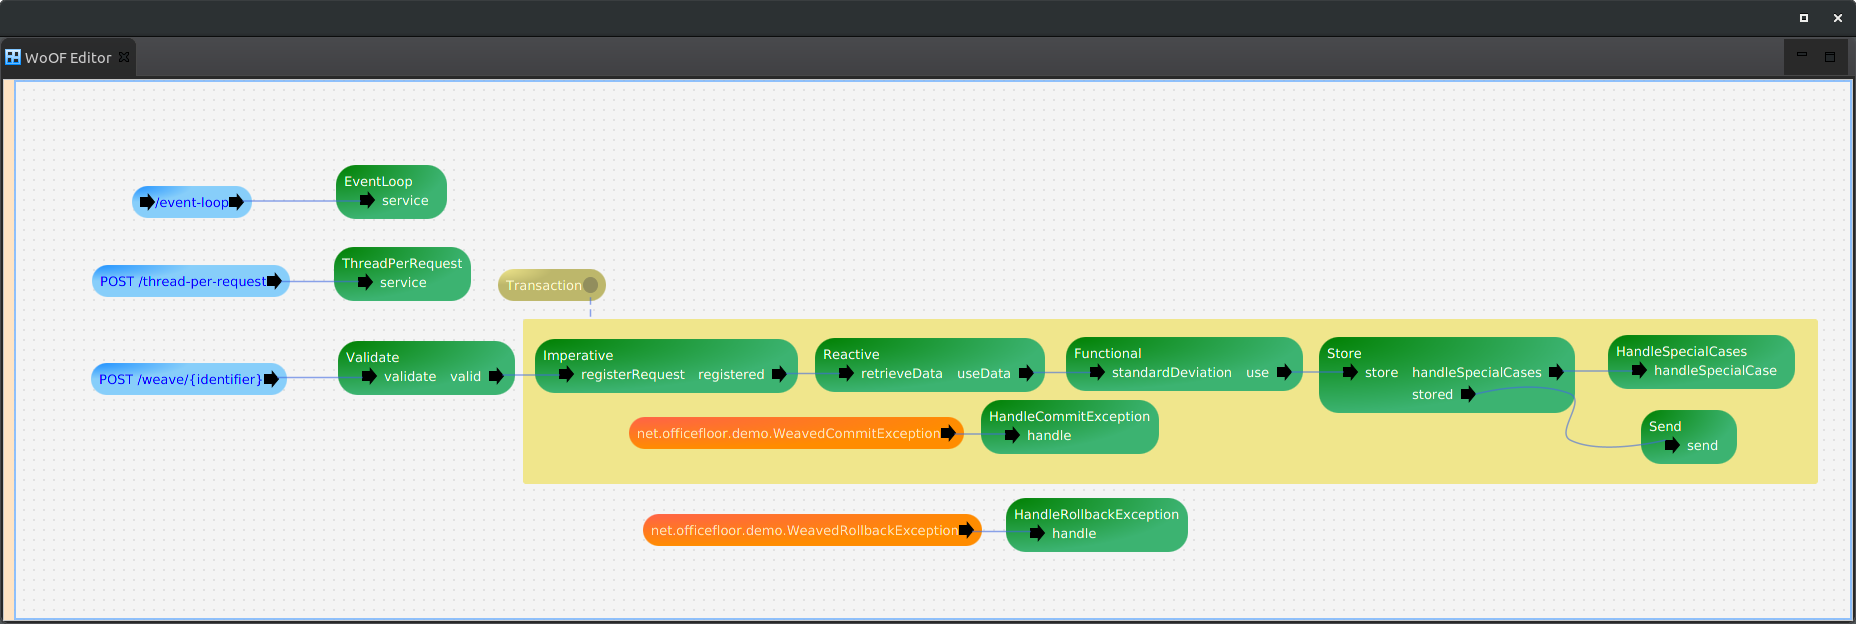 WoOF Editor
EventLoop
/event-loop
service
ThreadPerRequest
POST /thread-per-request
service
Transaction
Validate
POST /weave/{identifier}
validate valid
Imperative
registerRequest registered
Reactive
retrieveData useData
Functional
standardDeviation use
Store
store handleSpecialCases
stored
HandleSpecialCases
handleSpecialCase
net.officefloor.demo.WeavedCommitException
HandleCommitException
handle
Send
send
net.officefloor.demo.WeavedRollbackException
HandleRollbackException
handle